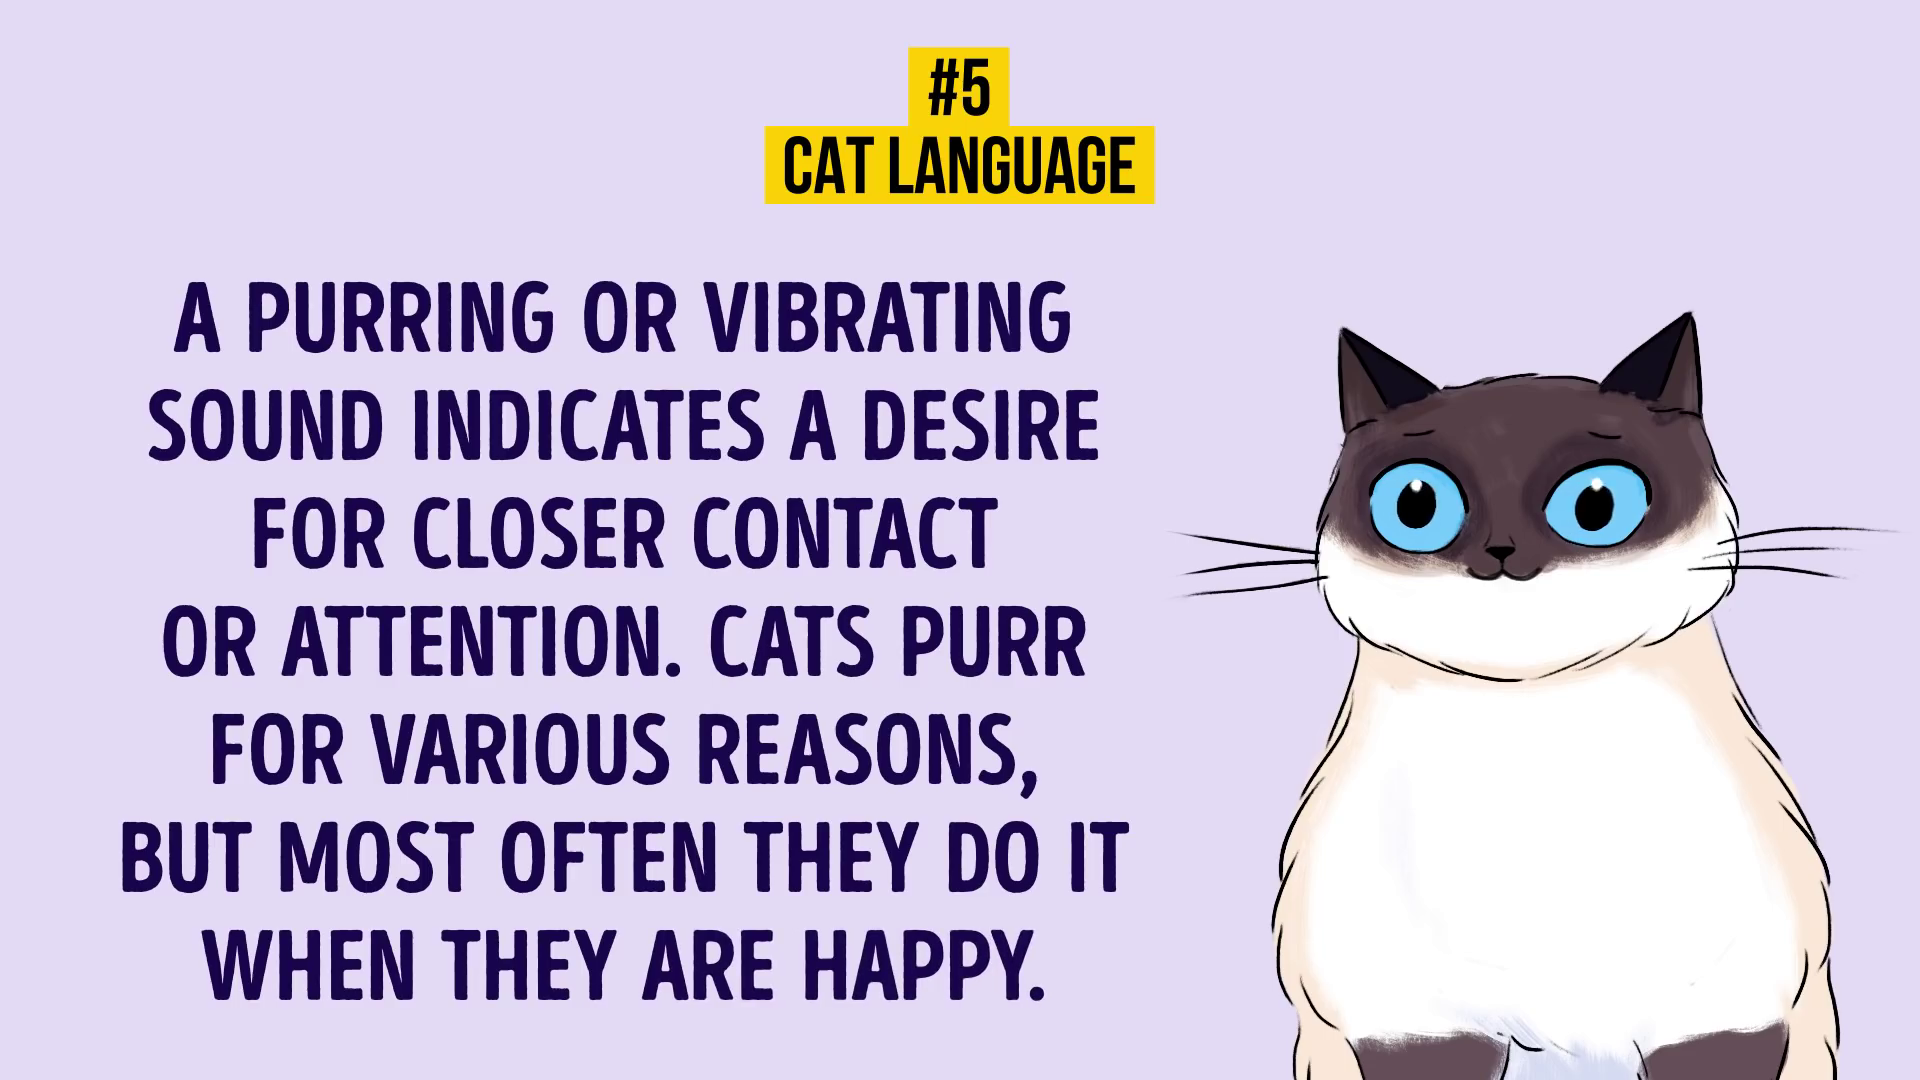 #5
CAT LANGUAGE
A PURRING OR VIBRATING
SOUND INDICATES A DESIRE
FOR CLOSER CONTACT
OR ATTENTION. CATS PURR
FOR VARIOUS REASONS,
BUT MOST OFTEN THEY DO IT
WHEN THEY ARE HAPPY.